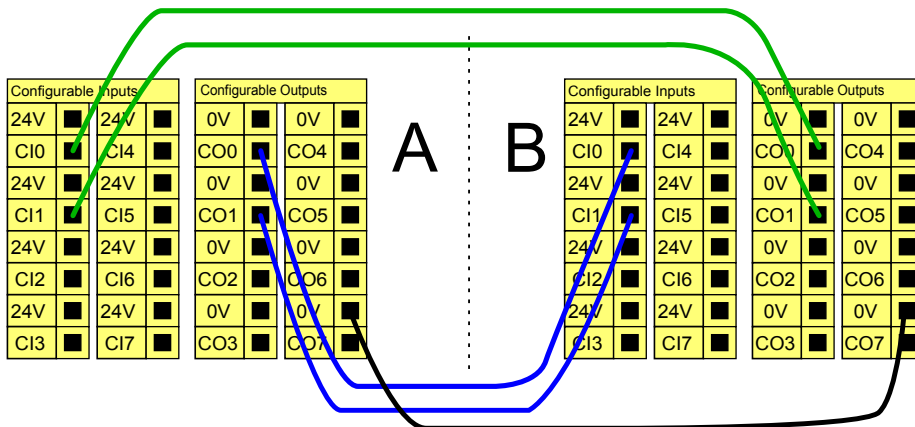 Configurable Inputs Configurable Outputs Configurable Inputs Configurable Outputs
24V 24V 0V 0V 24V 24V 0V 0V
CI0 CI4 CO0 CO4 A B CI0 CI4 CO0 CO4
24V 24V 0V 0V 24V 24V 0V 0V
CI1 CI5 CO1 CO5 CI1 CI5 CO1 CO5
24V 24V 0V 0V 24V 24V 0V 0V
CI2 CI6 CO2 CO6 CI2 CI6 CO2 CO6
24V 24V 0V 0V 24V 24V 0V 0V
CI3 CI7 CO3 CO7 CI3 CI7 CO3 CO7